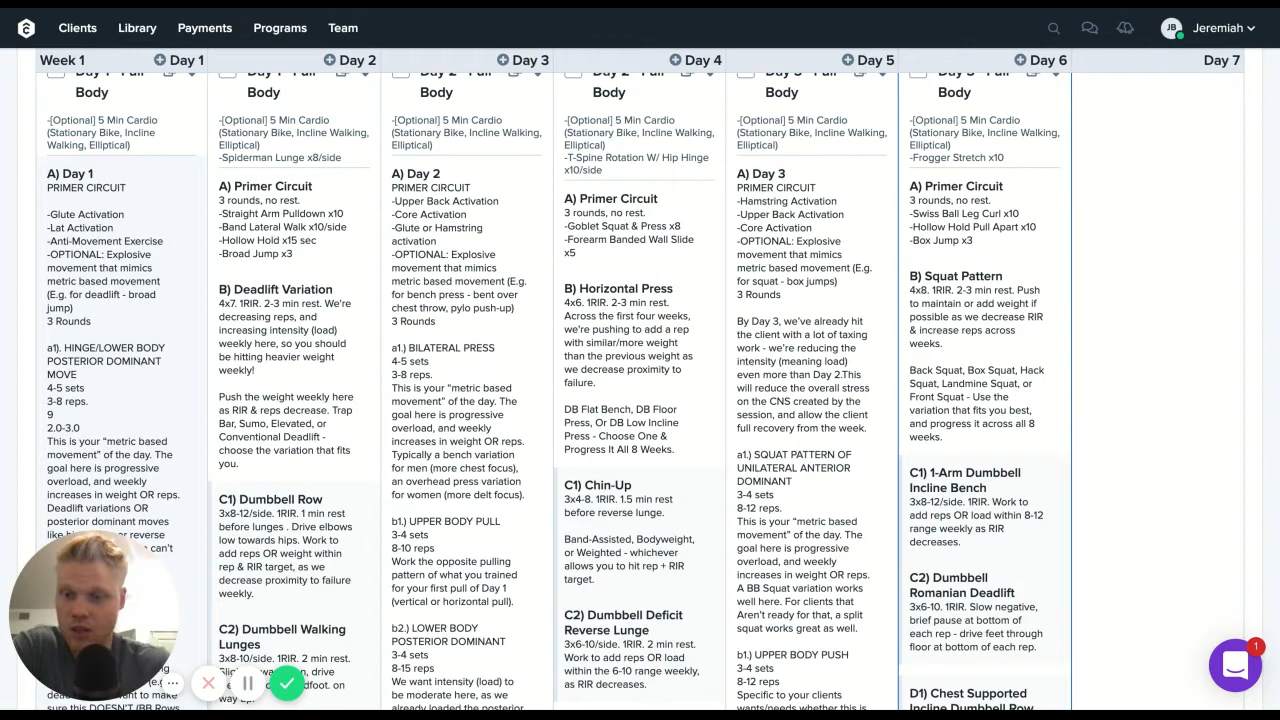 Clients
Library
Payments
Programs
Team
JB
Jeremiah
Week 1
Day 1
Day 2
Day 3
Day 4
Day 5
Day 6
Day 7
Body
-[Optional] 5 Min Cardio
(Stationary Bike, Incline
Walking, Elliptical)
A) Day 1
PRIMER CIRCUIT
-Glute Activation
-Lat Activation
-Anti-Movement Exercise
-OPTIONAL: Explosive
movement that mimics
metric based movement
(E.g. for deadlift - broad
jump)
3 Rounds
a1). HINGE/LOWER BODY
POSTERIOR DOMINANT
MOVE
4-5 sets
3-8 reps.
9
2.0-3.0
This is your “metric based
movement” of the day. The
goal here is progressive
overload, and weekly
increases in weight OR reps.
Deadlift variations OR
posterior dominant moves
sure this DOESN'T (BB Rows
Body
-[Optional] 5 Min Cardio
(Stationary Bike, Incline Walking,
Elliptical)
-Spiderman Lunge x8/side
A) Primer Circuit
3 rounds, no rest.
-Straight Arm Pulldown x10
-Band Lateral Walk x10/side
-Hollow Hold x15 sec
-Broad Jump x3
B) Deadlift Variation
4x7. 1RIR. 2-3 min rest. We're
decreasing reps, and
increasing intensity (load)
weekly here, so you should
be hitting heavier weight
weekly!
Push the weight weekly here
as RIR & reps decrease. Trap
Bar, Sumo, Elevated, or
Conventional Deadlift -
choose the variation that fits
you.
C1) Dumbbell Row
3x8-12/side. 1RIR. 1 min rest
before lunges . Drive elbows
low towards hips. Work to
add reps OR weight within
rep & RIR target, as we
decrease proximity to failure
weekly.
C2) Dumbbell Walking
Lunges
3x8-10/side. 1RIR. 2 min rest.
drive
foot. on
way up.
Body
-[Optional] 5 Min Cardio
(Stationary Bike, Incline Walking,
Elliptical)
A) Day 2
PRIMER CIRCUIT
-Upper Back Activation
-Core Activation
-Glute or Hamstring
activation
-OPTIONAL: Explosive
movement that mimics
metric based movement (E.g.
for bench press - bent over
chest throw, pylo push-up)
3 Rounds
a1.) BILATERAL PRESS
4-5 sets
3-8 reps.
This is your “metric based
movement” of the day. The
goal here is progressive
overload, and weekly
increases in weight OR reps.
Typically a bench variation
for men (more chest focus),
an overhead press variation
for women (more delt focus).
b1.) UPPER BODY PULL
3-4 sets
8-10 reps
Work the opposite pulling
pattern of what you trained
for your first pull of Day 1
(vertical or horizontal pull).
b2.) LOWER BODY
POSTERIOR DOMINANT
3-4 sets
8-15 reps
We want intensity (load) to
be moderate here, as we
already loaded the posterior
Body
-[Optional] 5 Min Cardio
(Stationary Bike, Incline Walking,
Elliptical)
-T-Spine Rotation W/ Hip Hinge
x10/side
A) Primer Circuit
3 rounds, no rest.
-Goblet Squat & Press x8
-Forearm Banded Wall Slide
x5
B) Horizontal Press
4x6. 1RIR. 2-3 min rest.
Across the first four weeks,
we're pushing to add a rep
with similar/more weight
than the previous weight as
we decrease proximity to
failure.
DB Flat Bench, DB Floor
Press, Or DB Low Incline
Press - Choose One &
Progress It All 8 Weeks.
C1) Chin-Up
3x4-8. 1RIR. 1.5 min rest
before reverse lunge.
Band-Assisted, Bodyweight,
or Weighted - whichever
allows you to hit rep + RIR
target.
C2) Dumbbell Deficit
Reverse Lunge
3x6-10/side. 1RIR. 2 min rest.
Work to add reps OR load
within the 6-10 rep range
weekly, as RIR decreases.
Body
-[Optional] 5 Min Cardio
(Stationary Bike, Incline Walking,
Elliptical)
A) Day 3
PRIMER CIRCUIT
-Hamstring Activation
-Upper Back Activation
-Core Activation
-OPTIONAL: Explosive
movement that mimics
metric based movement (E.g.
for squat - box jumps)
3 Rounds
By Day 3, we've already hit
the client with a lot of taxing
work - we're reducing the
intensity (meaning load)
even more than Day 2.This
will reduce the overall stress
on the CNS created by the
session, and allow the client
full recovery from the week.
a1.) SQUAT PATTERN OF
UNILATERAL ANTERIOR
DOMINANT
3-4 sets
8-12 reps.
This is your “metric based
movement” of the day. The
goal here is progressive
overload, and weekly
increases in weight OR reps.
A BB Squat variation works
well here. For clients that
Aren't ready for that, a split
squat works great as well.
b1.) UPPER BODY PUSH
3-4 sets
8-12 reps
Specific to your clients
wants/needs whether this is
Body
-[Optional] 5 Min Cardio
(Stationary Bike, Incline Walking,
Elliptical)
-Frogger Stretch x10
A) Primer Circuit
3 rounds, no rest.
-Swiss Ball Leg Curl x10
-Hollow Hold Pull Apart x10
-Box Jump x3
B) Squat Pattern
4x8. 1RIR. 2-3 min rest. Push
to maintain or add weight if
possible as we decrease RIR
& increase reps across
weeks.
Back Squat, Box Squat, Hack
Squat, Landmine Squat, or
Front Squat - Use the
variation that fits you best,
and progress it across all 8
weeks.
C1) 1-Arm Dumbbell
Incline Bench
3x8-12/side. 1RIR. Work to
add reps OR load within 8-12
range weekly as RIR
decreases.
C2) Dumbbell
Romanian Deadlift
3x6-10. 1RIR. Slow negative,
brief pause at bottom of
each rep - drive feet through
floor at bottom of each rep.
D1) Chest Supported
Incline Dumbbell Row
1